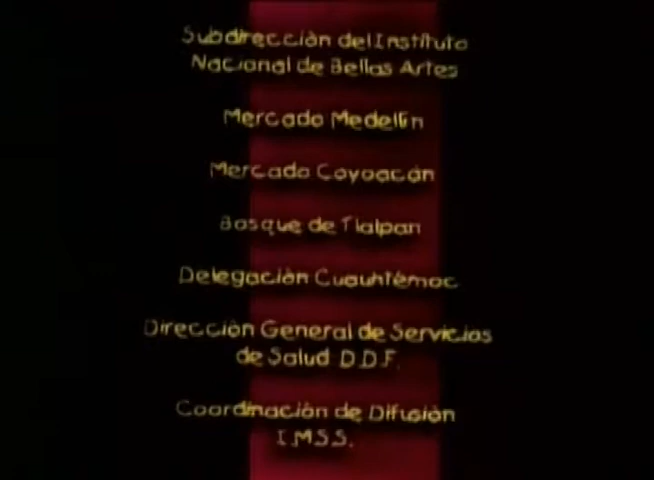 Subdirección del Instituto
Nacional de Bellas Artes
Mercado Medellín
Mercado Coyoacán
Bosque de Tlalpan
Delegación Cuauhtémoc
Dirección General de Servicios
de Salud D.D.F.
Coordinación de Difusión
I.M.S.S.